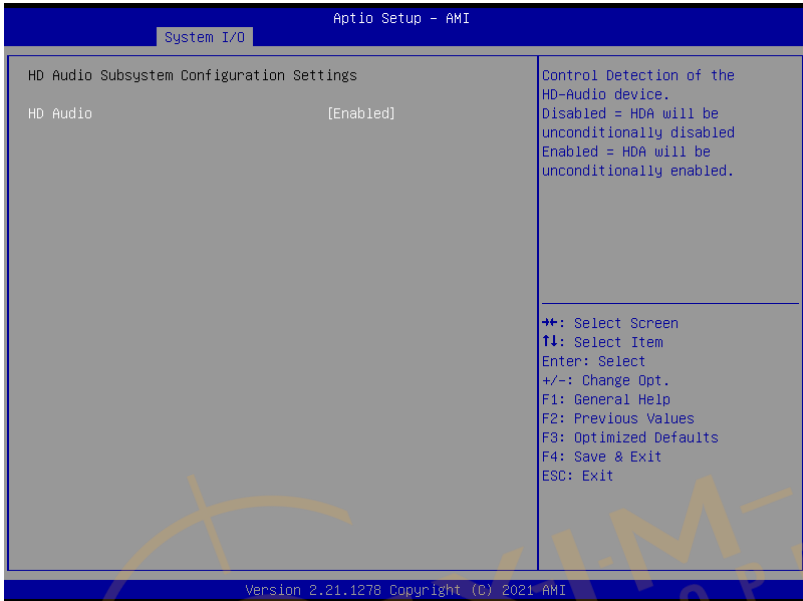 Aptio Setup – AMI
System I/O
HD Audio Subsystem Configuration Settings
HD Audio [Enabled]
Control Detection of the
HD-Audio device.
Disabled = HDA will be
unconditionally disabled
Enabled = HDA will be
unconditionally enabled.
→←: Select Screen
↑↓: Select Item
Enter: Select
+/-: Change Opt.
F1: General Help
F2: Previous Values
F3: Optimized Defaults
F4: Save & Exit
ESC: Exit
Version 2.21.1278 Copyright (C) 2021 AMI